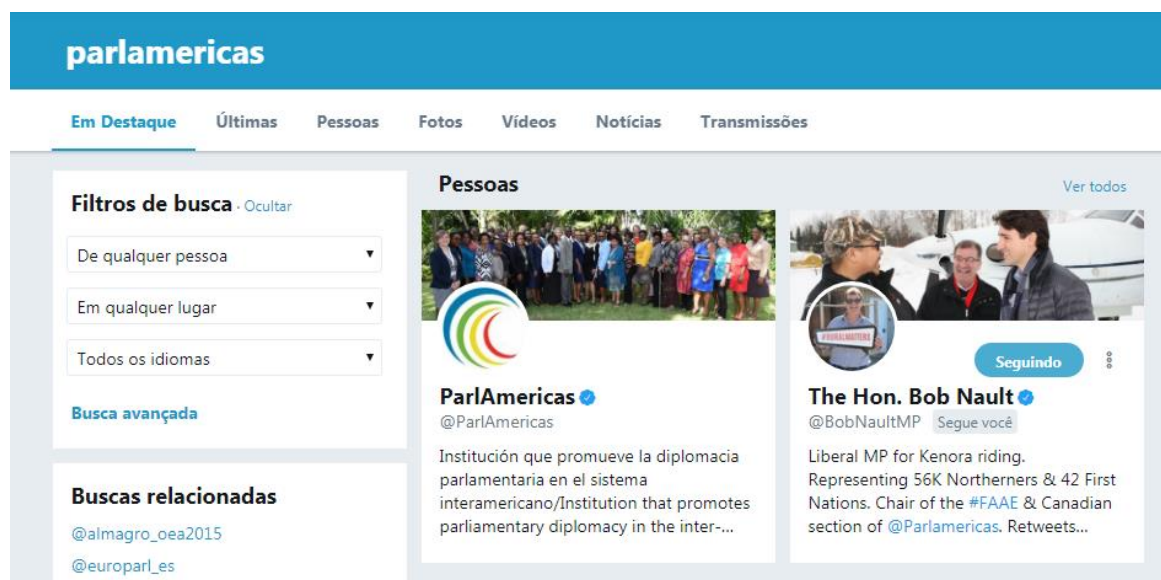 parlamericas
Em Destaque Últimas Pessoas Fotos Vídeos Notícias Transmissões
Filtros de busca · Ocultar
De qualquer pessoa
Em qualquer lugar
Todos os idiomas
Busca avançada
Buscas relacionadas
@almagro_oea2015
@europarl_es
Pessoas Ver todos
ParlAmericas
@ParlAmericas
Institución que promueve la diplomacia
parlamentaria en el sistema
interamericano/Institution that promotes
parliamentary diplomacy in the inter-...
#RURALMATTERS
Seguindo
The Hon. Bob Nault
@BobNaultMP Segue você
Liberal MP for Kenora riding.
Representing 56K Northerners & 42 First
Nations. Chair of the #FAAE & Canadian
section of @Parlamericas. Retweets...